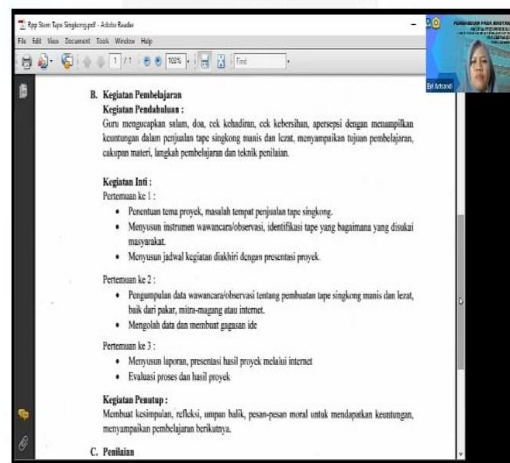 Rpp Stem Tape Singkong.pdf - Adobe Reader
File Edit View Document Tools Window Help
1 / 1
102%
Find
B. Kegiatan Pembelajaran
Kegiatan Pendahuluan :
Guru mengucapkan salam, doa, cek kehadiran, cek kebersihan, apersepsi dengan menampilkan
keuntungan dalam penjualan tape singkong manis dan lezat, menyampaikan tujuan pembelajaran,
cakupan materi, langkah pembelajaran dan teknik penilaian.
Kegiatan Inti :
Pertemuan ke 1 :
• Penentuan tema proyek, masalah tempat penjualan tape singkong.
• Menyusun instrumen wawancara/observasi, identifikasi tape yang bagaimana yang disukai
masyarakat.
• Menyusun jadwal kegiatan diakhiri dengan presentasi proyek.
Pertemuan ke 2 :
• Pengumpulan data wawancara/observasi tentang pembuatan tape singkong manis dan lezat,
baik dari pakar, mitra-magang atau internet.
• Mengolah data dan membuat gagasan ide
Pertemuan ke 3 :
• Menyusun laporan, presentasi hasil proyek melalui internet
• Evaluasi proses dan hasil proyek
Kegiatan Penutup :
Membuat kesimpulan, refleksi, umpan balik, pesan-pesan moral untuk mendapatkan keuntungan,
menyampaikan pembelajaran berikutnya.
C. Penilaian